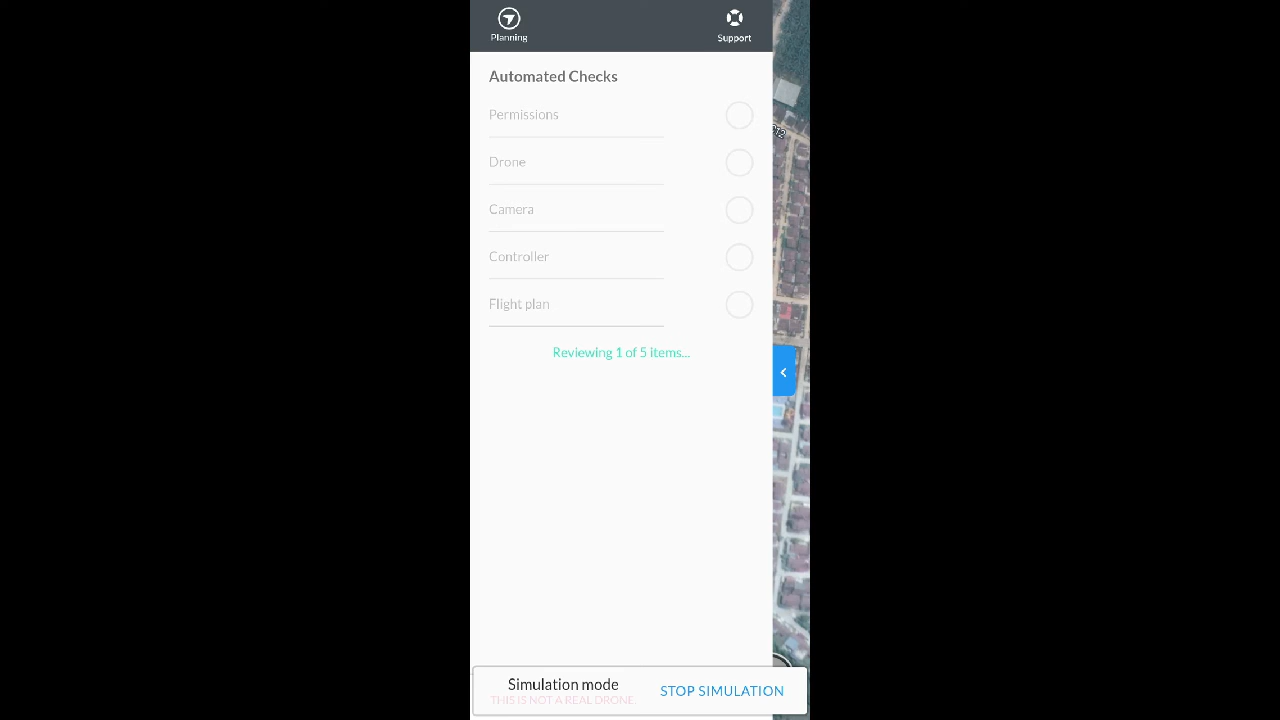 Planning
Support
Automated Checks
Permissions
Drone
Camera
Controller
Flight plan
Reviewing 1 of 5 items...
Simulation mode
STOP SIMULATION
THIS IS NOT A REAL DRONE.